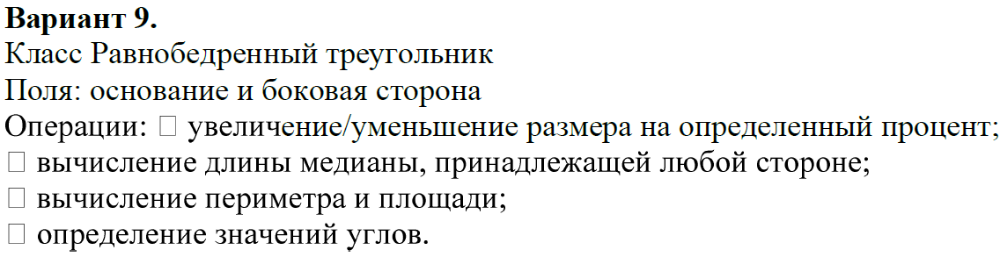 Вариант 9.
Класс Равнобедренный треугольник
Поля: основание и боковая сторона
Операции: □ увеличение/уменьшение размера на определенный процент;
□ вычисление длины медианы, принадлежащей любой стороне;
□ вычисление периметра и площади;
□ определение значений углов.